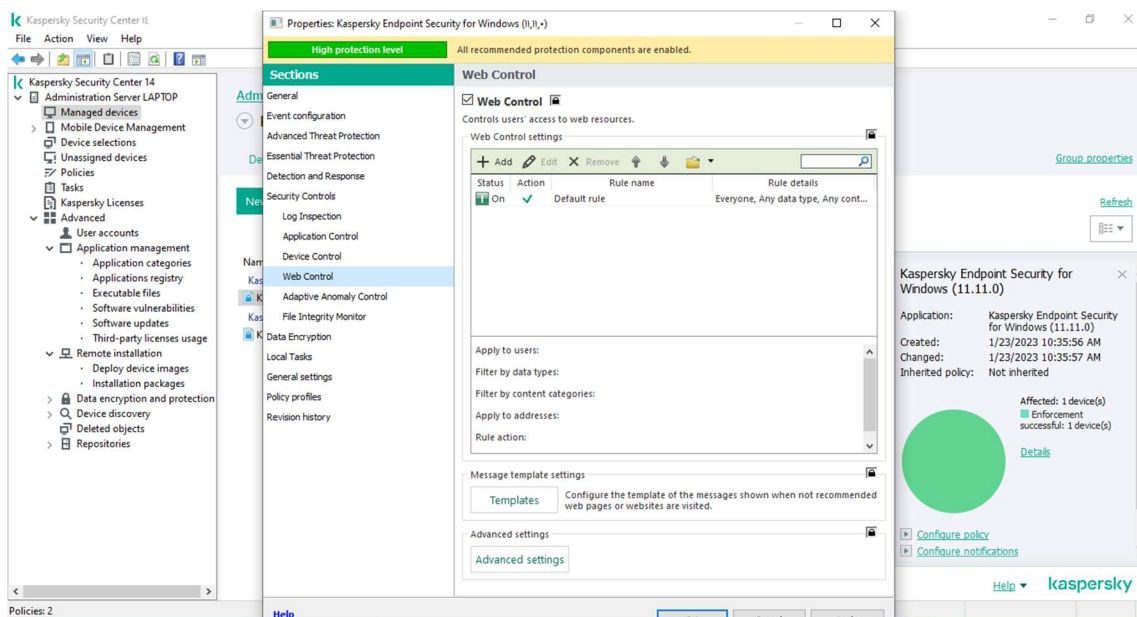 Kaspersky Security Center
File Action View Help
Kaspersky Security Center 14
Administration Server LAPTOP
Managed devices
Mobile Device Management
Device selections
Unassigned devices
Policies
Tasks
Kaspersky Licenses
Advanced
User accounts
Application management
Application categories
Applications registry
Executable files
Software vulnerabilities
Software updates
Third-party licenses usage
Remote installation
Deploy device images
Installation packages
Data encryption and protection
Device discovery
Deleted objects
Repositories
Policies: 2
Properties: Kaspersky Endpoint Security for Windows
High protection level
All recommended protection components are enabled.
Sections
General
Event configuration
Advanced Threat Protection
Essential Threat Protection
Detection and Response
Security Controls
Log Inspection
Application Control
Device Control
Web Control
Adaptive Anomaly Control
File Integrity Monitor
Data Encryption
Local Tasks
General settings
Policy profiles
Revision history
Help
Web Control
Web Control
Controls users' access to web resources.
Web Control settings
Add Edit Remove
Status Action Rule name Rule details
On Default rule Everyone, Any data type, Any cont...
Apply to users:
Filter by data types:
Filter by content categories:
Apply to addresses:
Rule action:
Message template settings
Templates
Configure the template of the messages shown when not recommended
web pages or websites are visited.
Advanced settings
Advanced settings
Group properties
Refresh
Kaspersky Endpoint Security for
Windows (11.11.0)
Application: Kaspersky Endpoint Security
for Windows (11.11.0)
Created: 1/23/2023 10:35:56 AM
Changed: 1/23/2023 10:35:57 AM
Inherited policy: Not inherited
Affected: 1 device(s)
Enforcement
successful: 1 device(s)
Details
Configure policy
Configure notifications
Help
kaspersky